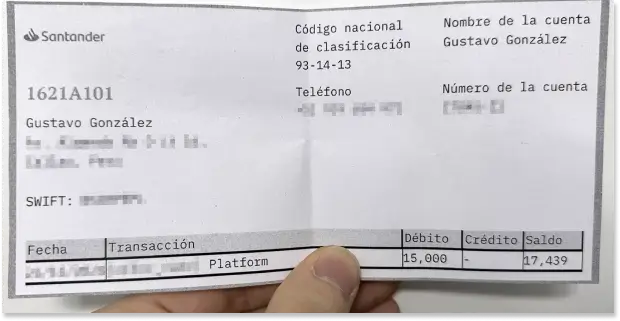 Santander
Código nacional
de clasificación
93-14-13
Nombre de la cuenta
Gustavo González
1621A101
Teléfono
Número de la cuenta
Gustavo González
SWIFT:
Fecha Transacción Débito Crédito Saldo
Platform 15,000 - 17,439